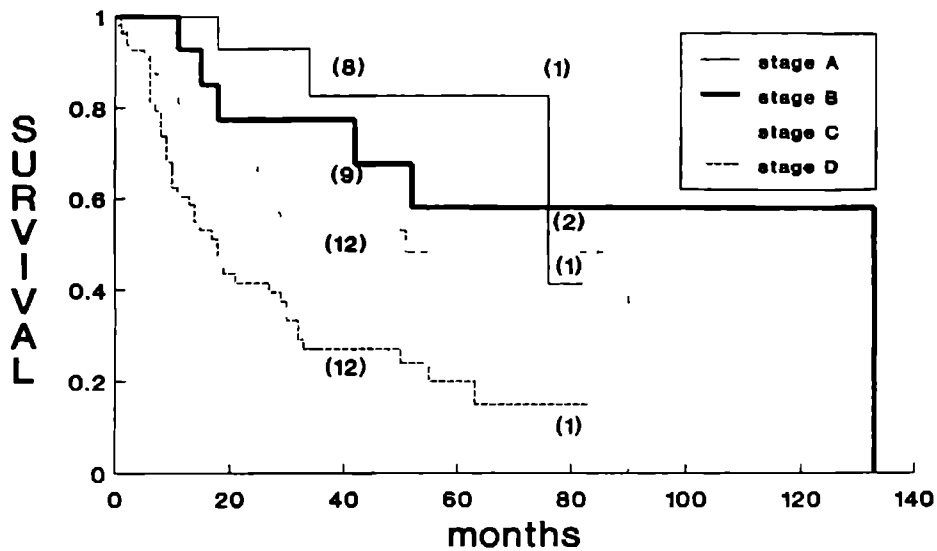 1
0.8
0.6
0.4
0.2
0
SURVIVAL
(8)
(1)
(9)
(2)
(12)
(1)
(12)
(1)
stage A
stage B
stage C
stage D
0 20 40 60 80 100 120 140
months